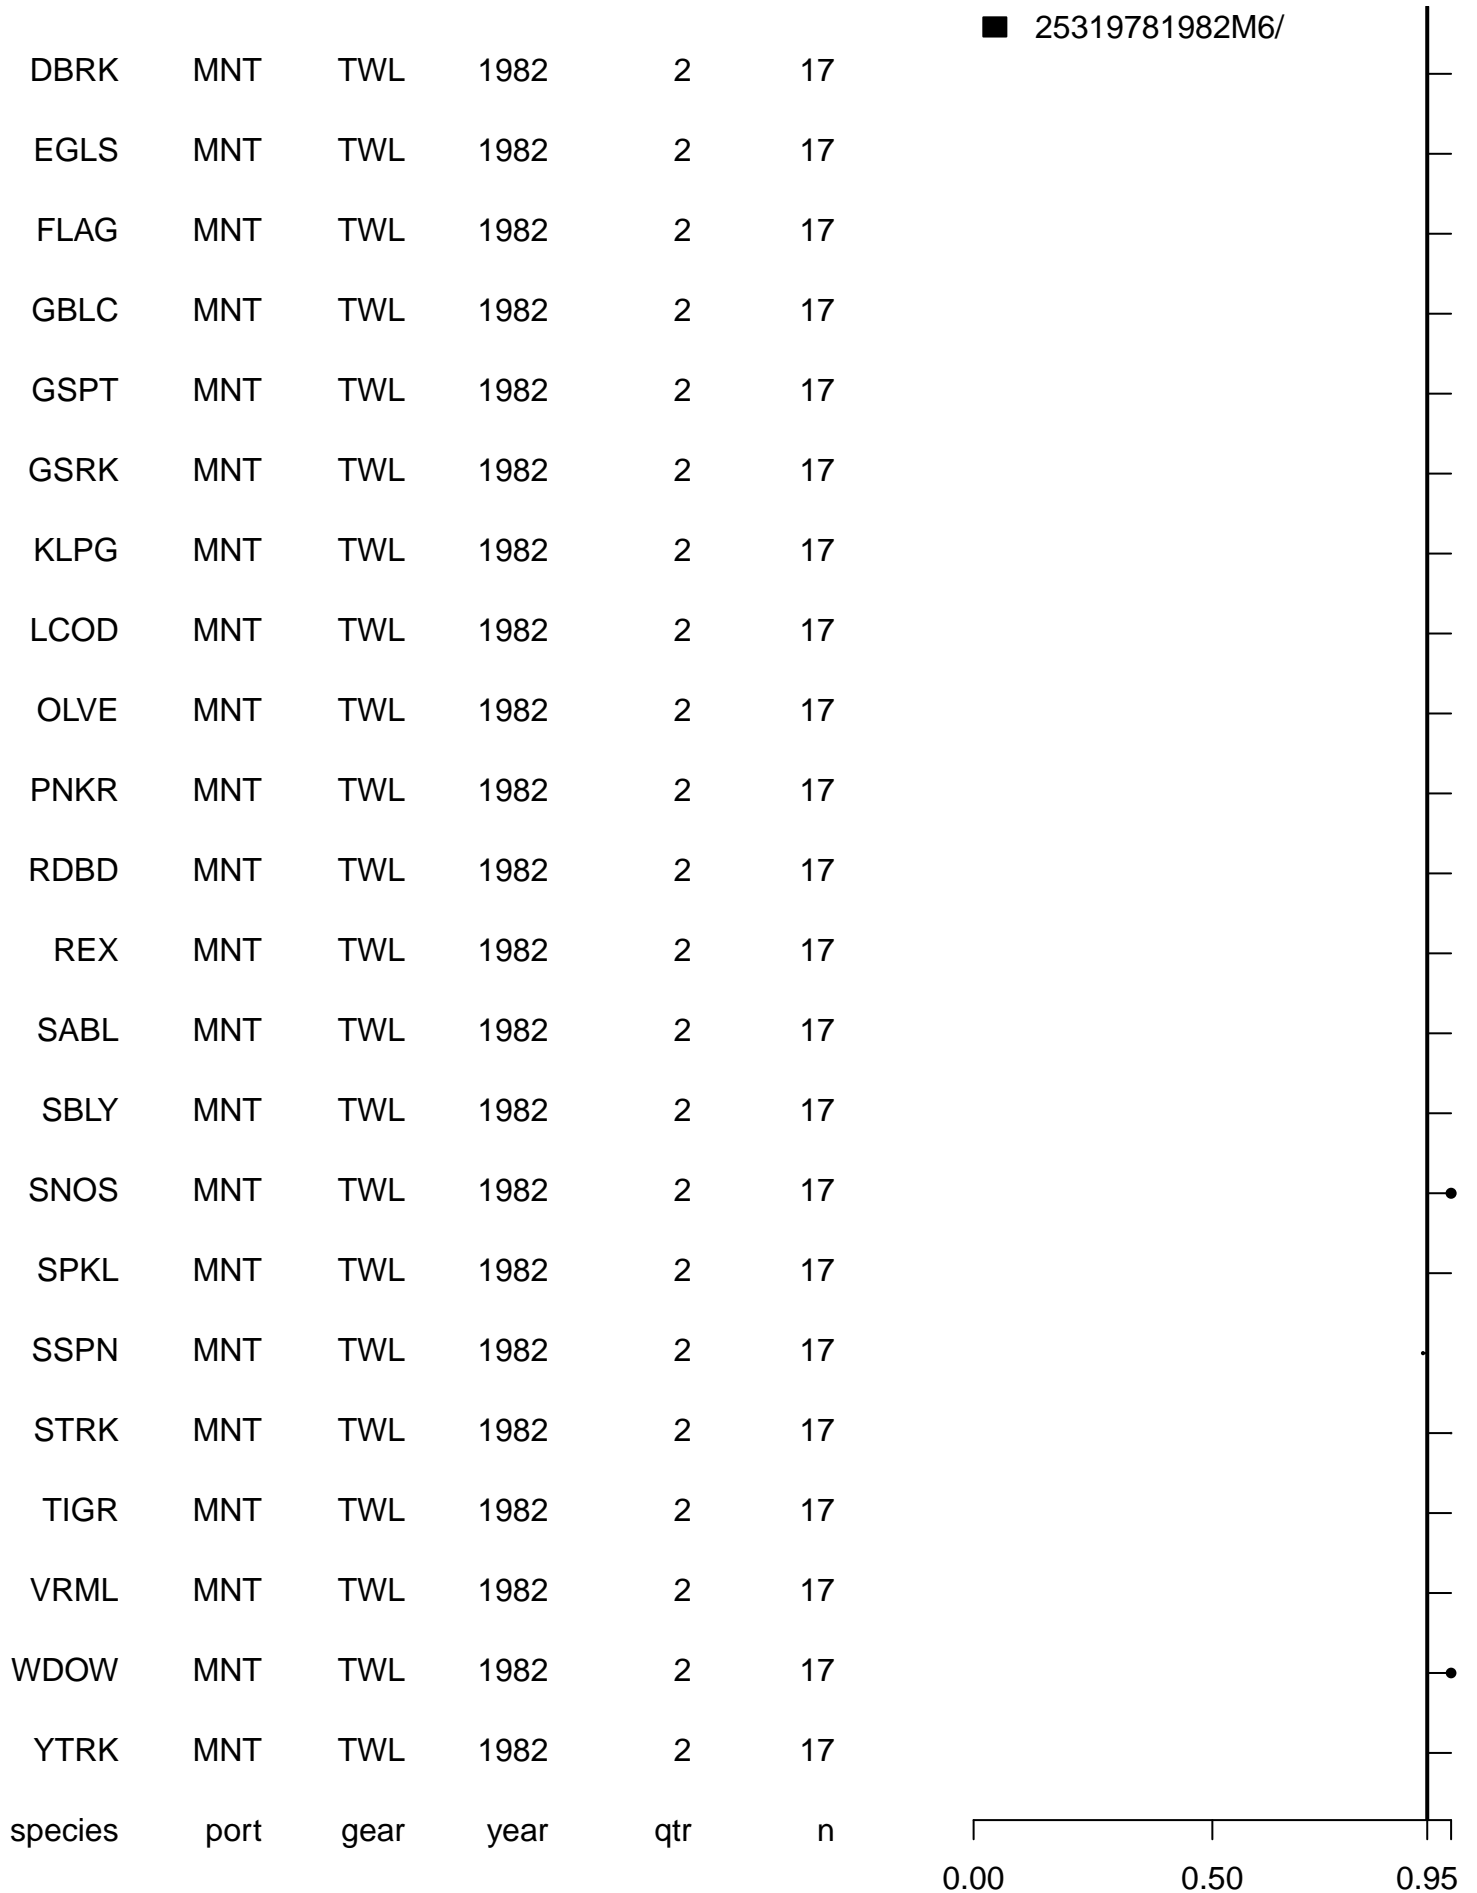 25319781982M6/
DBRK MNT TWL 1982 2 17
EGLS MNT TWL 1982 2 17
FLAG MNT TWL 1982 2 17
GBLC MNT TWL 1982 2 17
GSPT MNT TWL 1982 2 17
GSRK MNT TWL 1982 2 17
KLPG MNT TWL 1982 2 17
LCOD MNT TWL 1982 2 17
OLVE MNT TWL 1982 2 17
PNKR MNT TWL 1982 2 17
RDBD MNT TWL 1982 2 17
REX MNT TWL 1982 2 17
SABL MNT TWL 1982 2 17
SBLY MNT TWL 1982 2 17
SNOS MNT TWL 1982 2 17
SPKL MNT TWL 1982 2 17
SSPN MNT TWL 1982 2 17
STRK MNT TWL 1982 2 17
TIGR MNT TWL 1982 2 17
VRML MNT TWL 1982 2 17
WDOW MNT TWL 1982 2 17
YTRK MNT TWL 1982 2 17
species port gear year qtr n
0.00 0.50 0.95